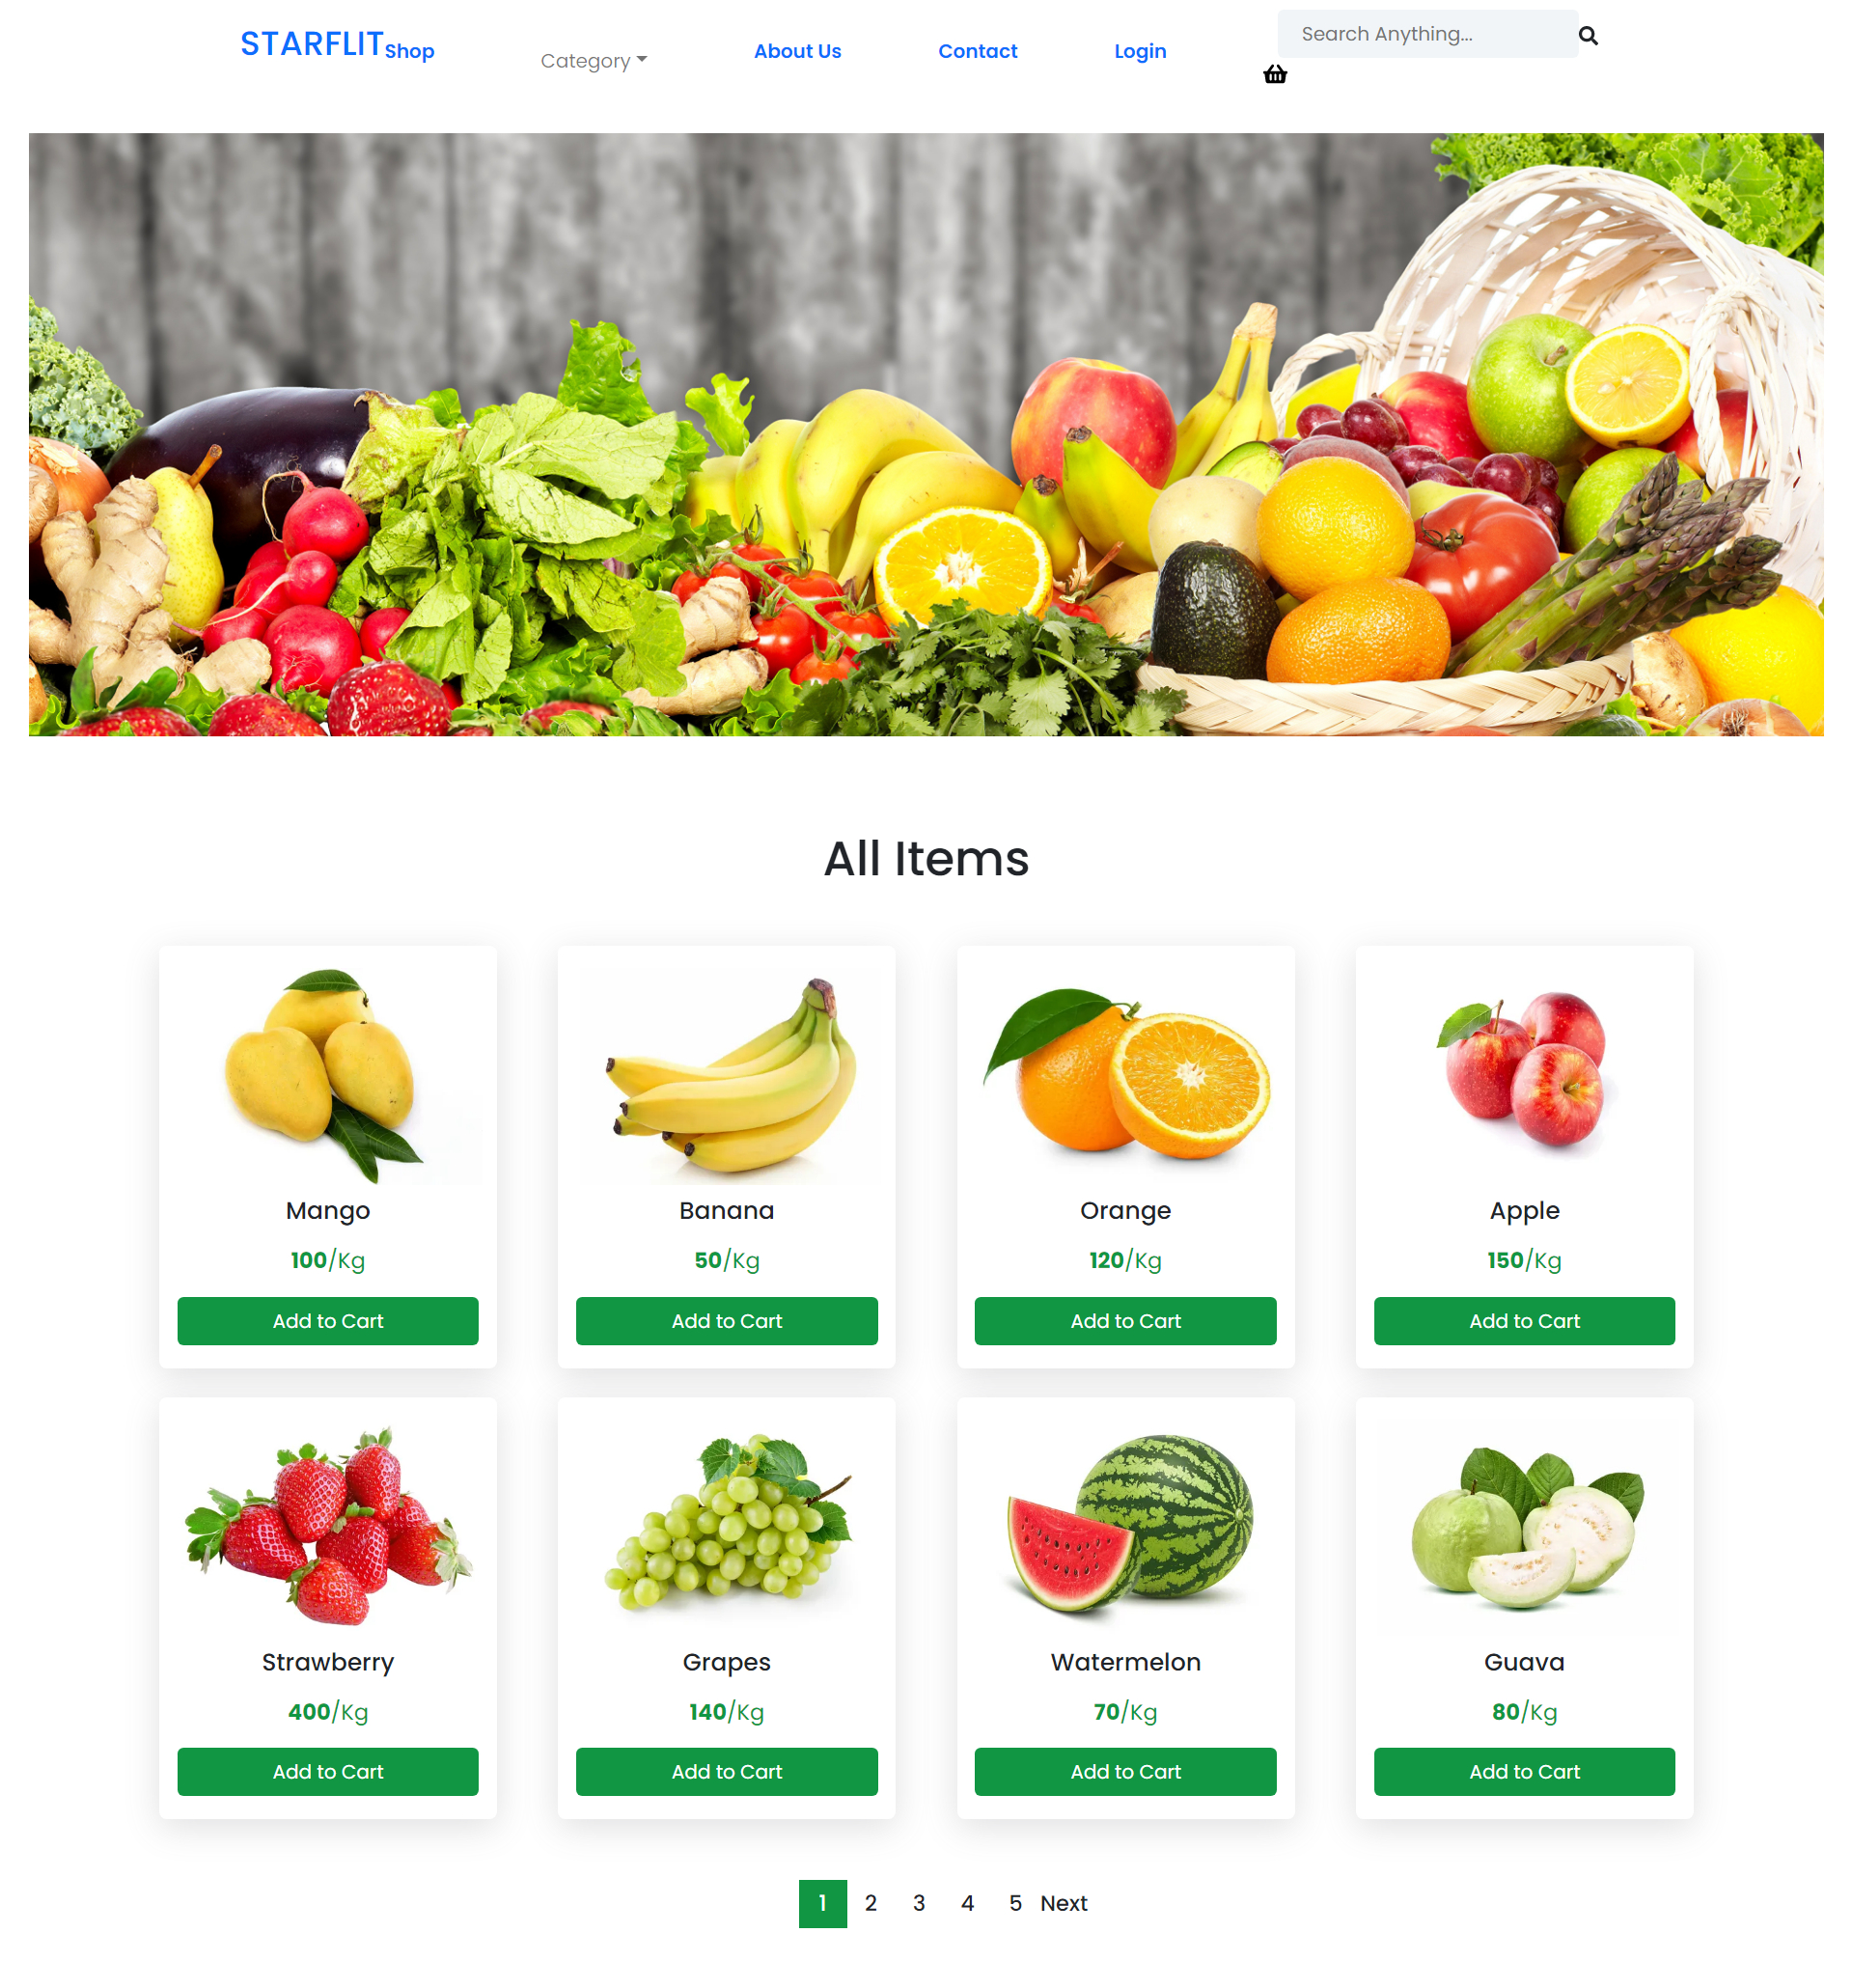 STARFLIT Shop Category About Us Contact Login Search Anything...
All Items
Mango Banana Orange Apple
100/Kg 50/Kg 120/Kg 150/Kg
Add to Cart Add to Cart Add to Cart Add to Cart
Strawberry Grapes Watermelon Guava
400/Kg 140/Kg 70/Kg 80/Kg
Add to Cart Add to Cart Add to Cart Add to Cart
1 2 3 4 5 Next